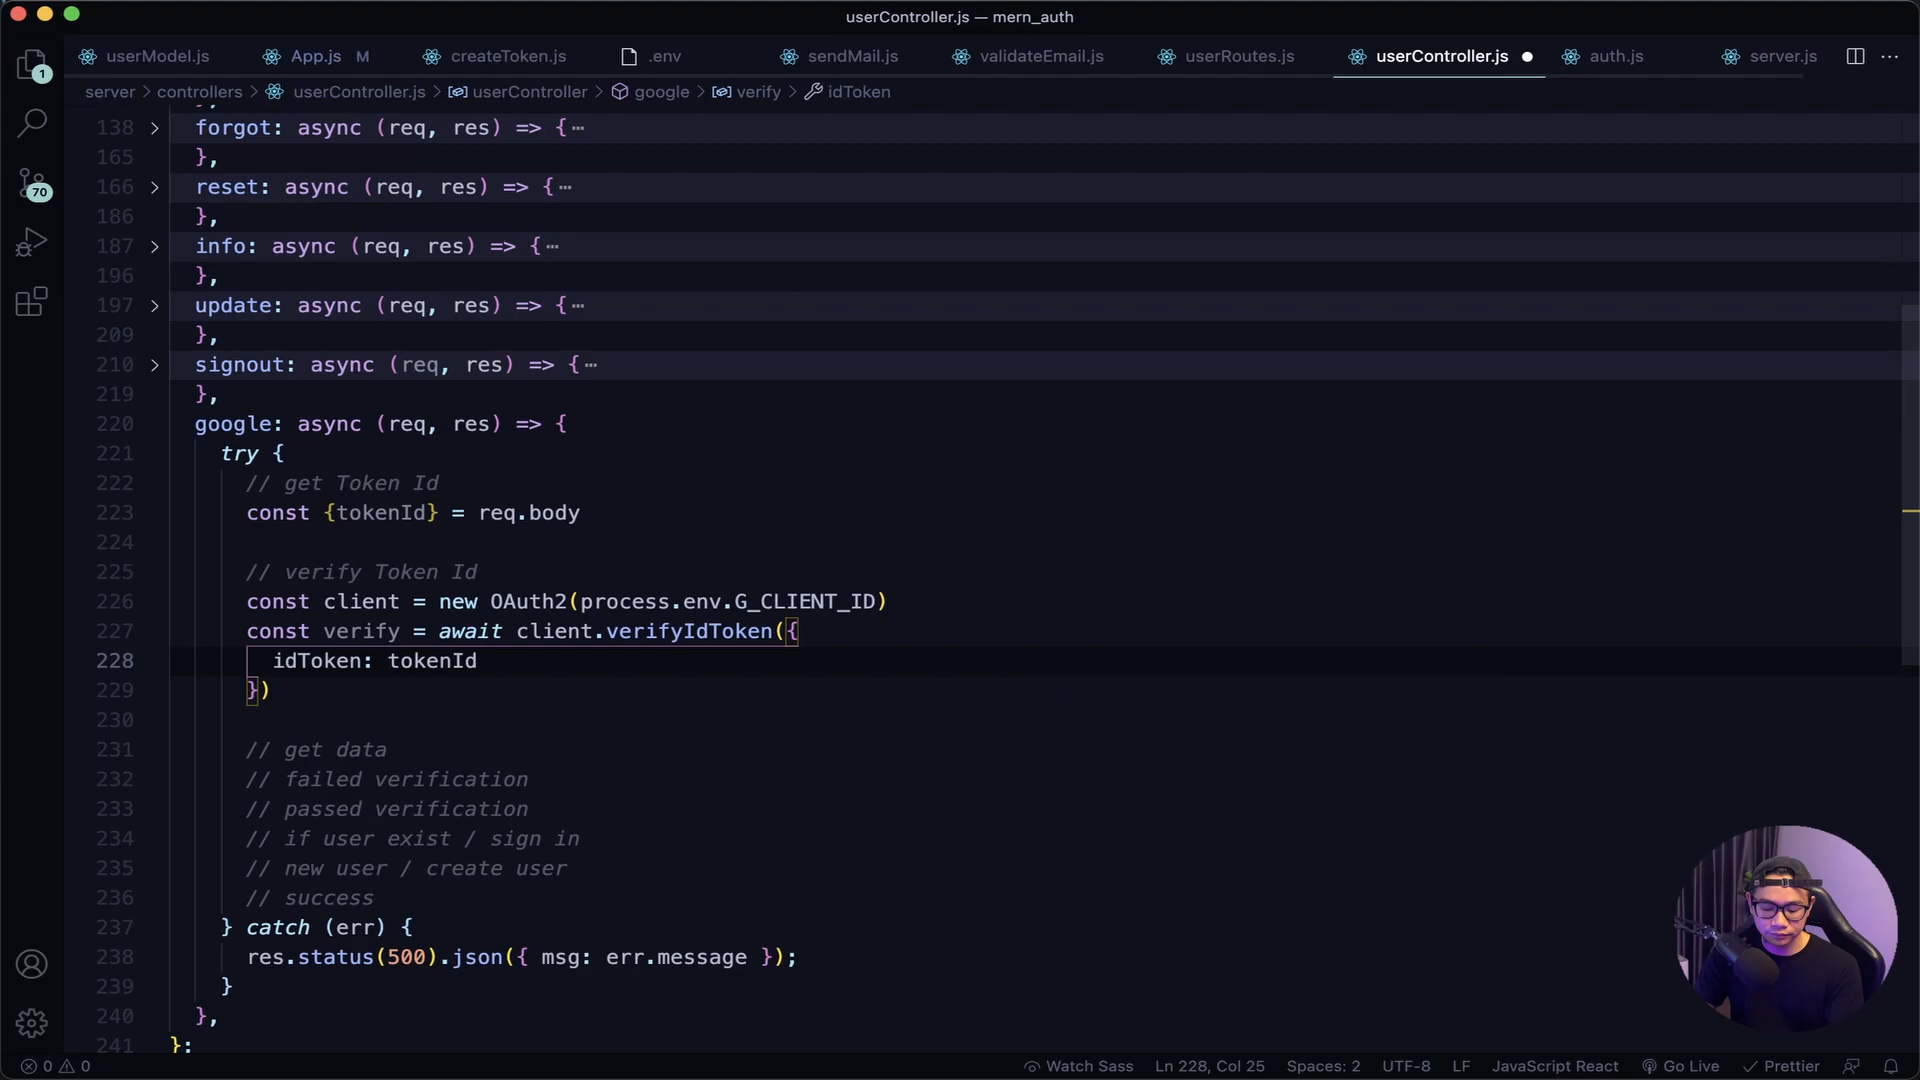 userController.js — mern_auth
userModel.js App.js M createToken.js .env sendMail.js validateEmail.js userRoutes.js userController.js auth.js server.js
server > controllers > userController.js > userController > google > verify > idToken
1
70
138 forgot: async (req, res) => {
165 },
166 reset: async (req, res) => {
186 },
187 info: async (req, res) => {
196 },
197 update: async (req, res) => {
209 },
210 signout: async (req, res) => {
219 },
220 google: async (req, res) => {
221 try {
222 // get Token Id
223 const {tokenId} = req.body
224
225 // verify Token Id
226 const client = new OAuth2(process.env.G_CLIENT_ID)
227 const verify = await client.verifyIdToken({
228 idToken: tokenId
229 })
230
231 // get data
232 // failed verification
233 // passed verification
234 // if user exist / sign in
235 // new user / create user
236 // success
237 } catch (err) {
238 res.status(500).json({ msg: err.message });
239 }
240 },
241 };
0 0 Watch Sass Ln 228, Col 25 Spaces: 2 UTF-8 LF JavaScript React Go Live Prettier